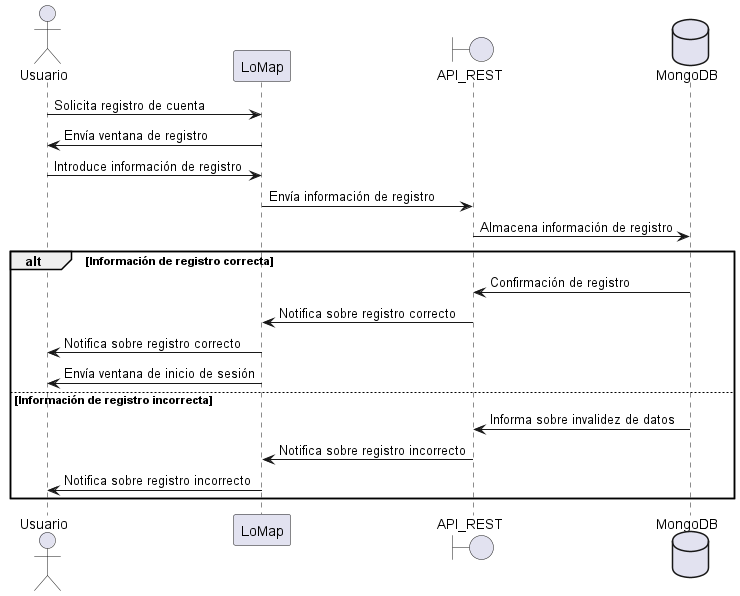 Usuario
LoMap
API_REST
MongoDB
Solicita registro de cuenta
Envía ventana de registro
Introduce información de registro
Envía información de registro
Almacena información de registro
alt [Información de registro correcta]
Confirmación de registro
Notifica sobre registro correcto
Notifica sobre registro correcto
Envía ventana de inicio de sesión
[Información de registro incorrecta]
Informa sobre invalidez de datos
Notifica sobre registro incorrecto
Notifica sobre registro incorrecto
Usuario
LoMap
API_REST
MongoDB